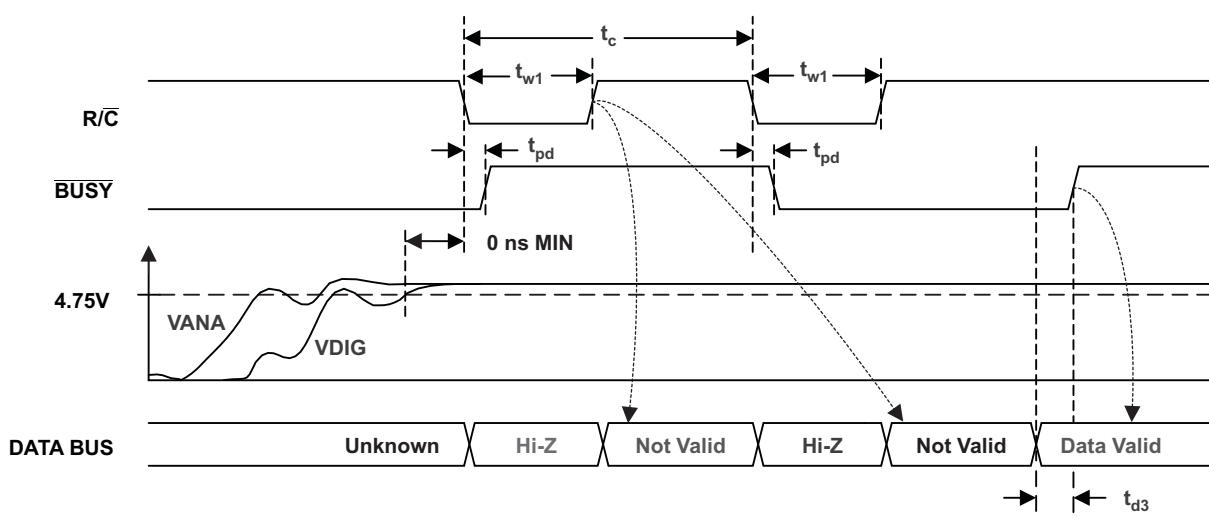 t_c
t_w1 t_w1
R/C̅
t_pd t_pd
B̅U̅S̅Y̅
0 ns MIN
4.75V
VANA
VDIG
DATA BUS Unknown Hi-Z Not Valid Hi-Z Not Valid Data Valid
t_d3